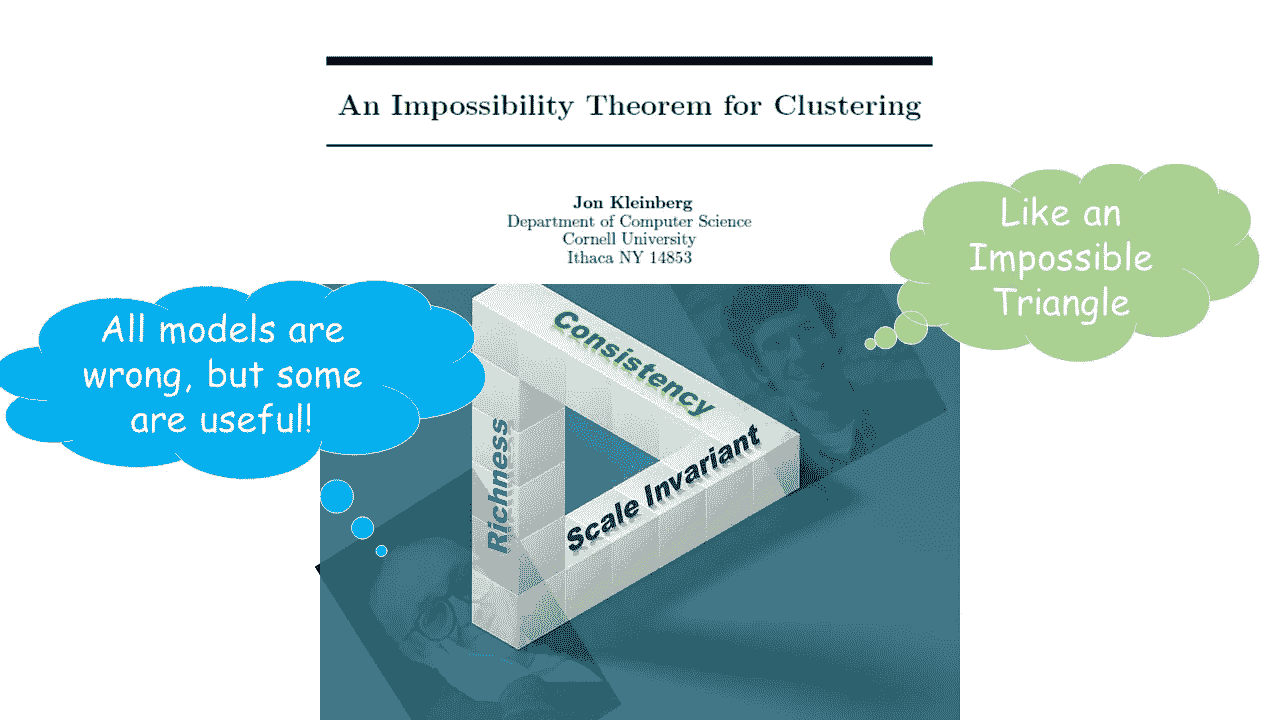 An Impossibility Theorem for Clustering
Jon Kleinberg
Department of Computer Science
Cornell University
Ithaca NY 14853
Like an
Impossible
Triangle
All models are
wrong, but some
are useful!
Consistency
Richness
Scale Invariant